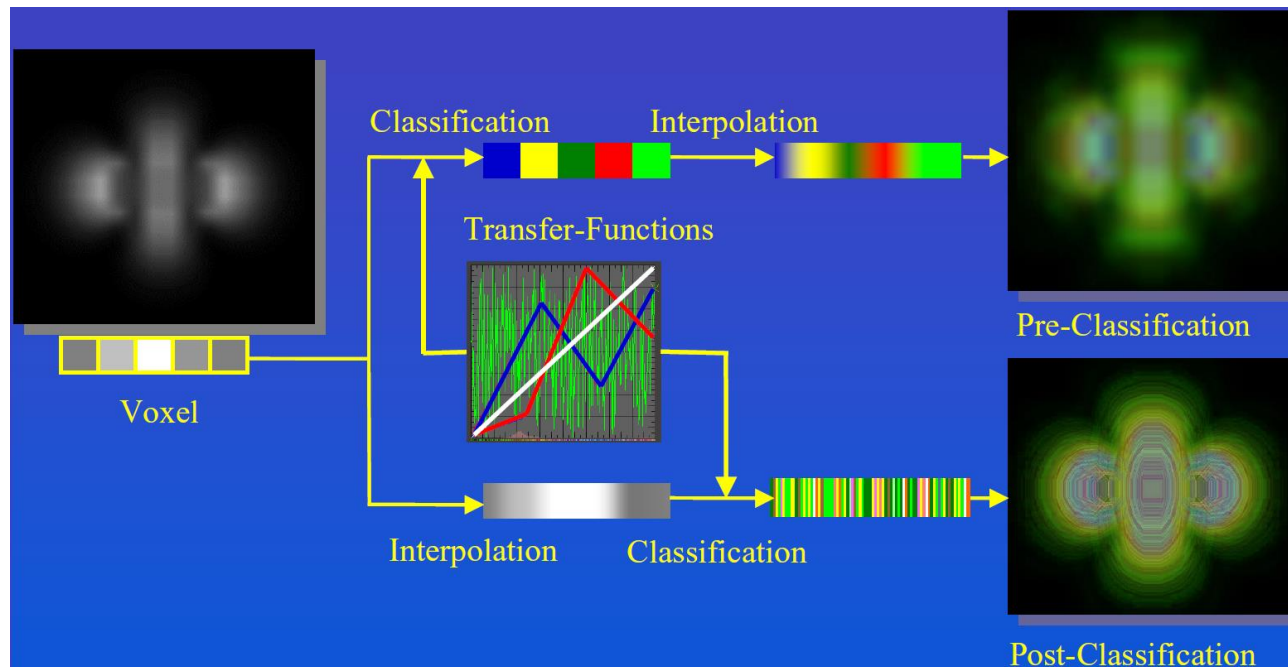 Classification
Interpolation
Transfer-Functions
Pre-Classification
Voxel
Interpolation
Classification
Post-Classification